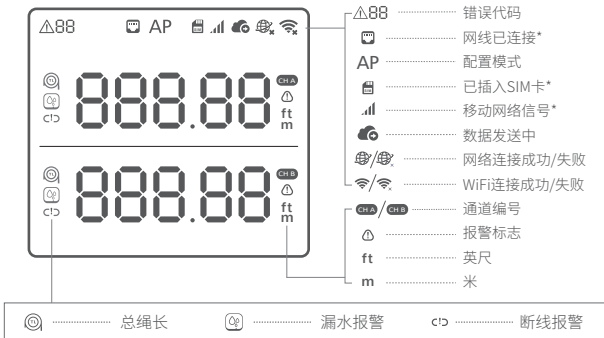 88 AP
CH A
888.88
ft
m
CH B
888.88
ft
m
88 错误代码
网线已连接*
AP 配置模式
SIM 已插入SIM卡*
移动网络信号*
数据发送中
/ 网络连接成功/失败
/ WiFi连接成功/失败
CH A / CH B 通道编号
报警标志
ft 英尺
m 米
总绳长 漏水报警 断线报警